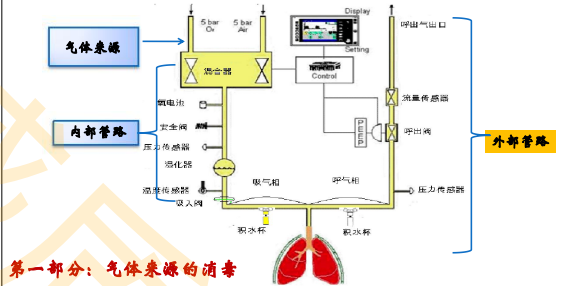 5 bar
O₂
5 bar
Air
Display
Setting
呼出气出口
气体来源
混合器
Control
氧电池
流量传感器
内部管路
安全阀
PEEP
呼出阀
外部管路
压力传感器
湿化器
温度传感器
吸气相
呼气相
压力传感器
吸入阀
积水杯
积水杯
第一部分：气体来源的消毒